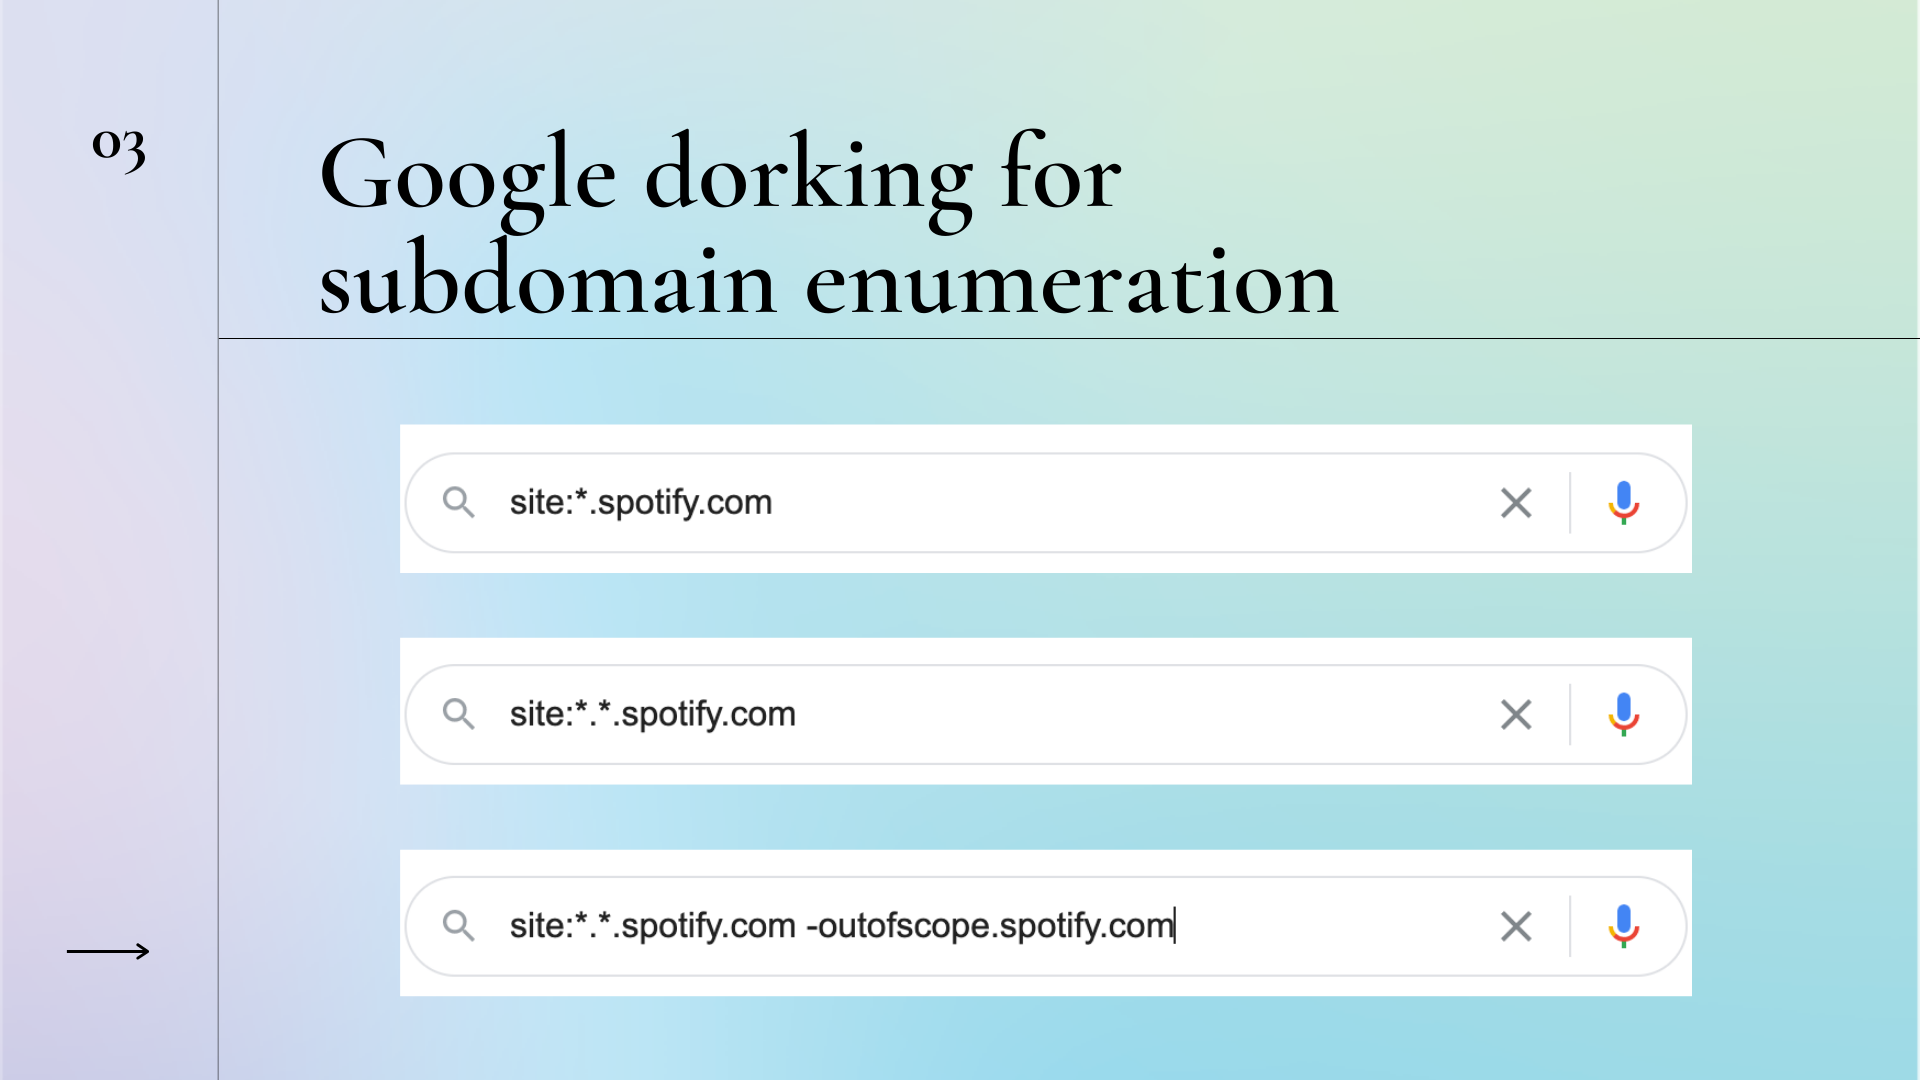 03
Google dorking for
subdomain enumeration
site:*.spotify.com
site:*.*.spotify.com
site:*.*.spotify.com -outofscope.spotify.com